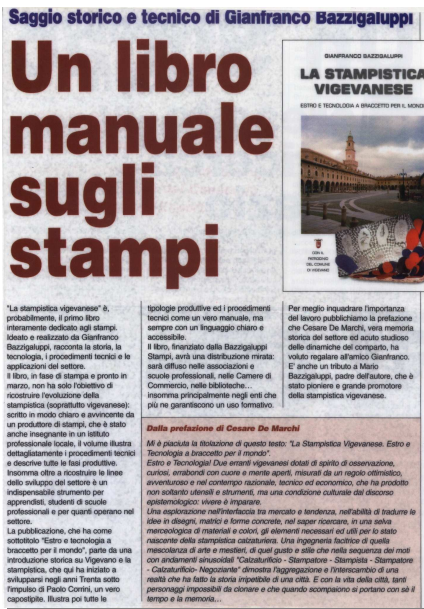 Saggio storico e tecnico di Gianfranco Bazzigaluppi
Un libro
manuale
sugli
stampi
GIANFRANCO BAZZIGALUPPI
LA STAMPISTICA
VIGEVANESE
ESTRO E TECNOLOGIA A BRACCETTO PER IL MONDO
CON IL
PATROCINIO
DEL COMUNE
DI VIGEVANO
"La stampistica vigevanese" è,
probabilmente, il primo libro
interamente dedicato agli stampi.
Ideato e realizzato da Gianfranco
Bazzigaluppi, racconta la storia, la
tecnologia, i procedimenti tecnici e le
applicazioni del settore.
Il libro, in fase di stampa e pronto in
marzo, non ha solo l'obiettivo di
ricostruire l'evoluzione della
stampistica (soprattutto vigevanese):
scritto in modo chiaro e avvincente da
un produttore di stampi, che è stato
anche insegnante in un istituto
professionale locale, il volume illustra
dettagliatamente i procedimenti tecnici
e descrive tutte le fasi produttive.
Insomma oltre a ricostruire le linee
dello sviluppo del settore è un
indispensabile strumento per
apprendisti, studenti di scuole
professionali e per quanti operano nel
settore.
La pubblicazione, che ha come
sottotitolo "Estro e tecnologia a
braccetto per il mondo", parte da una
introduzione storica su Vigevano e la
stampistica, che qui ha iniziato a
svilupparsi negli anni Trenta sotto
l'impulso di Paolo Corrini, un vero
capostipite. Illustra poi tutte le
tipologie produttive ed i procedimenti
tecnici come un vero manuale, ma
sempre con un linguaggio chiaro e
accessibile.
Il libro, finanziato dalla Bazzigaluppi
Stampi, avrà una distribuzione mirata:
sarà diffuso nelle associazioni e
scuole professionali, nelle Camere di
Commercio, nelle biblioteche...
insomma principalmente negli enti che
più ne garantiscono un uso formativo.
Per meglio inquadrare l'importanza
del lavoro pubblichiamo la prefazione
che Cesare De Marchi, vera memoria
storica del settore ed acuto studioso
delle dinamiche del comparto, ha
voluto regalare all'amico Gianfranco.
E' anche un tributo a Mario
Bazzigaluppi, padre dell'autore, che è
stato pioniere e grande promotore
della stampistica vigevanese.
Dalla prefazione di Cesare De Marchi
Mi è piaciuta la titolazione di questo testo: "La Stampistica Vigevanese. Estro e
Tecnologia a braccetto per il mondo".
Estro e Tecnologia! Due erranti vigevanesi dotati di spirito di osservazione,
curiosi, errabondi con cuore e mente aperti, misurati da un regolo ottimistico,
avventuroso e nel contempo razionale, tecnico ed economico, che ha prodotto
non soltanto utensili e strumenti, ma una condizione culturale dal discorso
epistemologico: vivere è imparare.
Una esplorazione nell'interfaccia tra mercato e tendenza, nell'abilità di tradurre le
idee in disegni, matrici e forme concrete, nel saper ricercare, in una selva
merceologica di materiali e colori, gli elementi necessari ed utili per lo stato
nascente della stampistica calzaturiera. Una ingegneria factitiva di quella
mescolanza di arte e mestieri, di quel gusto e stile che nella sequenza dei moti
con andamenti sinusoidali "Calzaturificio - Stampatore - Stampista - Stampatore
- Calzaturificio- Negoziante" dimostra l'aggregazione e l'interscambio di una
realtà che ha fatto la storia irripetibile di una città. E con la vita della città, tanti
personaggi impossibili da clonare e che quando scompaiono si portano con sè il
tempo e la memoria...